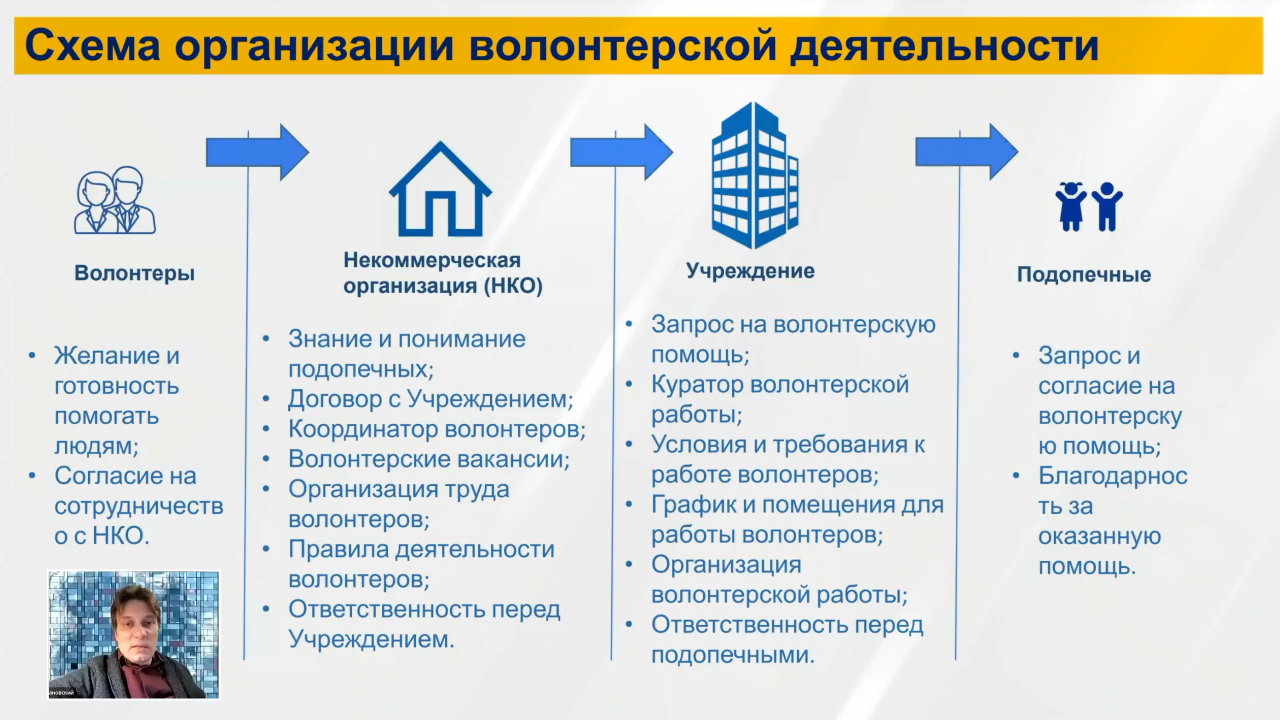 Схема организации волонтерской деятельности
Волонтеры
• Желание и
готовность
помогать
людям;
• Согласие на
сотрудничеств
о с НКО.
Некоммерческая
организация (НКО)
• Знание и понимание
подопечных;
• Договор с Учреждением;
• Координатор волонтеров;
• Волонтерские вакансии;
• Организация труда
волонтеров;
• Правила деятельности
волонтеров;
• Ответственность перед
Учреждением.
Учреждение
• Запрос на волонтерскую
помощь;
• Куратор волонтерской
работы;
• Условия и требования к
работе волонтеров;
• График и помещения для
работы волонтеров;
• Организация
волонтерской работы;
• Ответственность перед
подопечными.
Подопечные
• Запрос и
согласие на
волонтерску
ю помощь;
• Благодарнос
ть за
оказанную
помощь.